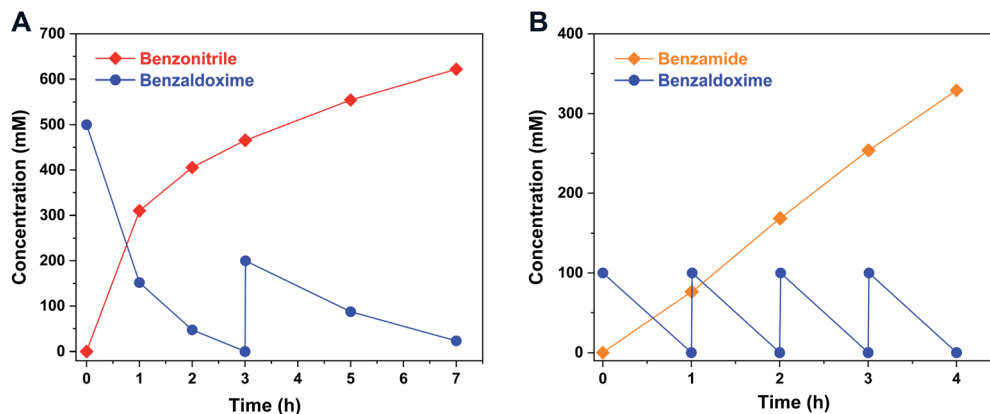 A
Benzonitrile
Benzaldoxime
Concentration (mM)
700
600
500
400
300
200
100
0
0 1 2 3 4 5 6 7
Time (h)
B
Benzamide
Benzaldoxime
Concentration (mM)
400
300
200
100
0
0 1 2 3 4
Time (h)